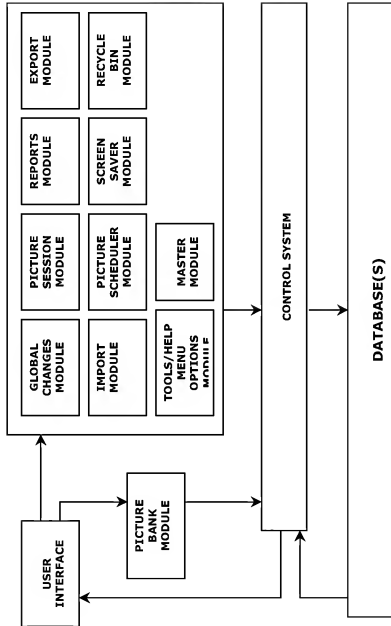 USER
INTERFACE
GLOBAL
CHANGES
MODULE
PICTURE
SESSION
MODULE
REPORTS
MODULE
EXPORT
MODULE
IMPORT
MODULE
PICTURE
SCHEDULER
MODULE
SCREEN
SAVER
MODULE
RECYCLE
BIN
MODULE
PICTURE
BANK
MODULE
TOOLS/HELP
MENU
OPTIONS
MODULE
MASTER
MODULE
CONTROL SYSTEM
DATABASE(S)